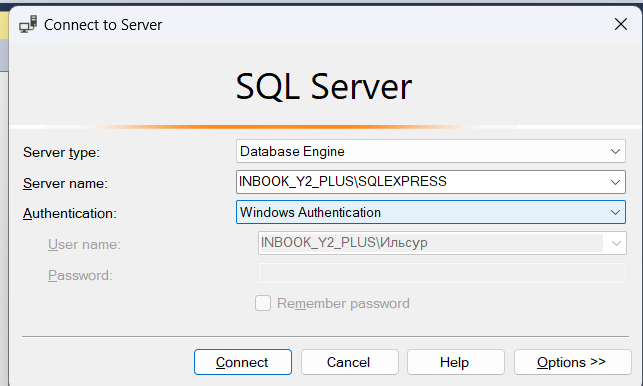 Connect to Server
SQL Server
Server type: Database Engine
Server name: INBOOK_Y2_PLUS\SQLEXPRESS
Authentication: Windows Authentication
User name: INBOOK_Y2_PLUS\Ильсур
Password:
Remember password
Connect Cancel Help Options >>